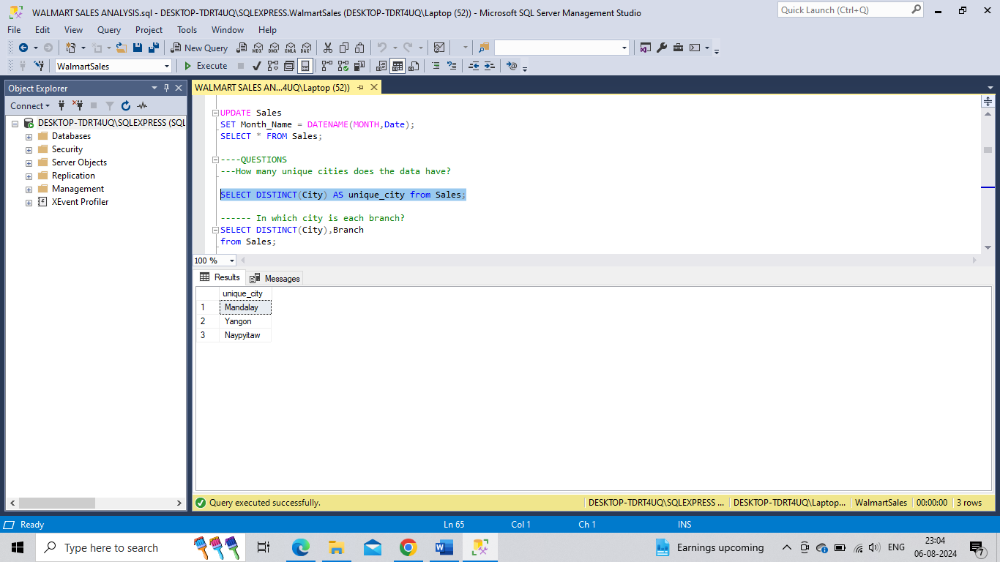 WALMART SALES ANALYSIS.sql - DESKTOP-TDRT4UQ\SQLEXPRESS.WalmartSales (DESKTOP-TDRT4UQ\Laptop (52)) - Microsoft SQL Server Management Studio
Quick Launch (Ctrl+Q)
File Edit View Query Project Tools Window Help
New Query MDX DMX XMLA DAX
WalmartSales Execute
Object Explorer
WALMART SALES AN...4UQ\Laptop (52))
Connect
DESKTOP-TDRT4UQ\SQLEXPRESS (SQL
Databases
Security
Server Objects
Replication
Management
XEvent Profiler
UPDATE Sales
SET Month_Name = DATENAME(MONTH,Date);
SELECT * FROM Sales;
----QUESTIONS
---How many unique cities does the data have?
SELECT DISTINCT(City) AS unique_city from Sales;
------ In which city is each branch?
SELECT DISTINCT(City),Branch
from Sales;
100 %
Results Messages
unique_city
1 Mandalay
2 Yangon
3 Naypyitaw
Query executed successfully. DESKTOP-TDRT4UQ\SQLEXPRESS ... DESKTOP-TDRT4UQ\Laptop... WalmartSales 00:00:00 3 rows
Ready Ln 65 Col 1 Ch 1 INS
Type here to search Earnings upcoming ENG 23:04
06-08-2024 7